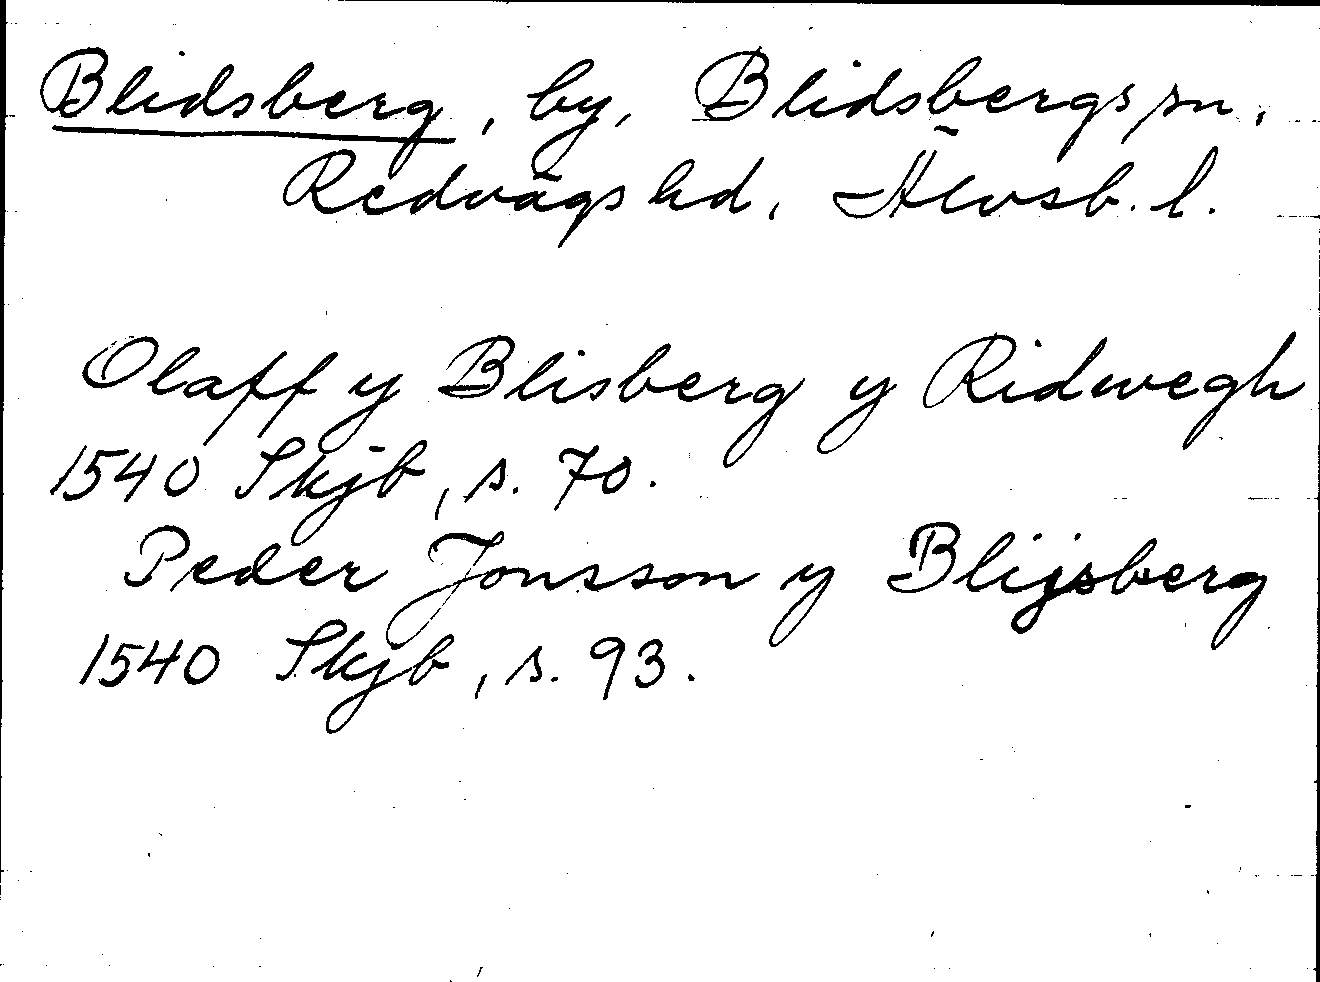 Blidsberg, by, Blidsbergs sn,
Redvägs hd, Älvsb. l.
Olaff y Blisberg y Ridwegh
1540 Skjb, s. 70.
Peder Jonsson y Blijsberg
1540 Skjb, s. 93.